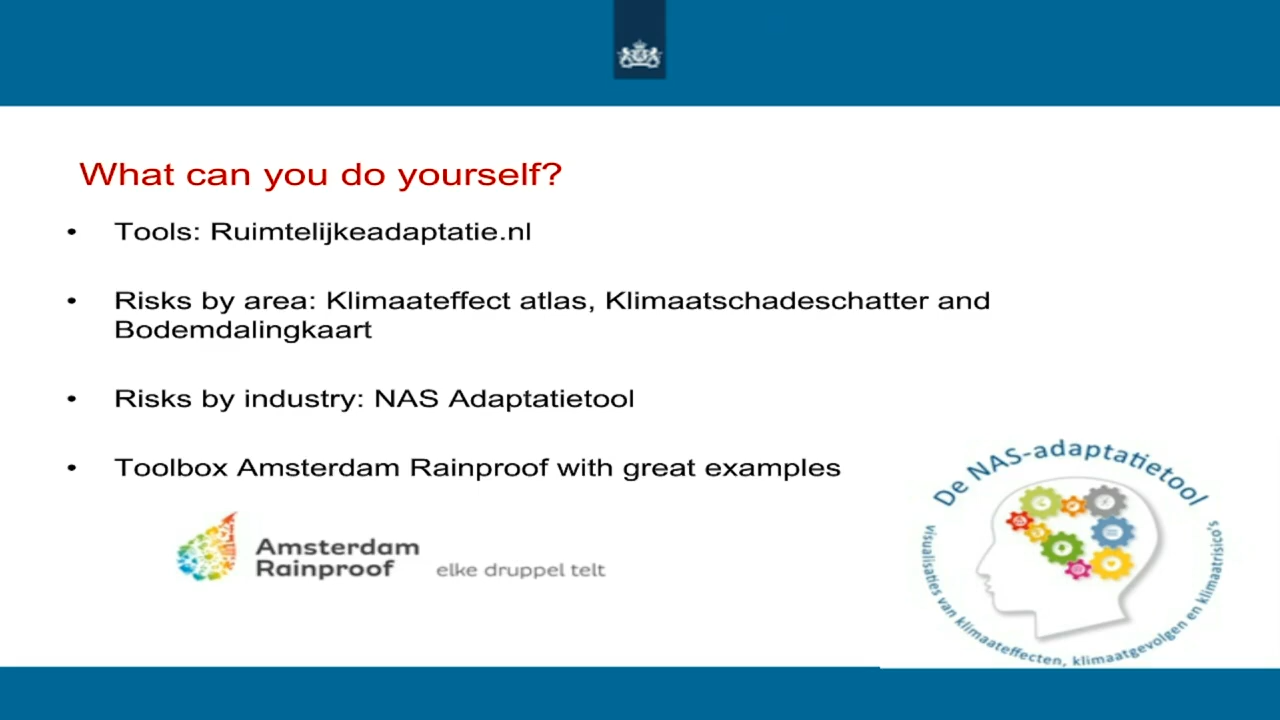 What can you do yourself?
• Tools: Ruimtelijkeadaptatie.nl
• Risks by area: Klimaateffect atlas, Klimaatschadeschatter and
Bodemdalingkaart
• Risks by industry: NAS Adaptatietool
• Toolbox Amsterdam Rainproof with great examples
Amsterdam
Rainproof elke druppel telt
De NAS-adaptatietool
visualisaties van klimaateffecten, klimaatgevolgen en klimaatrisico's